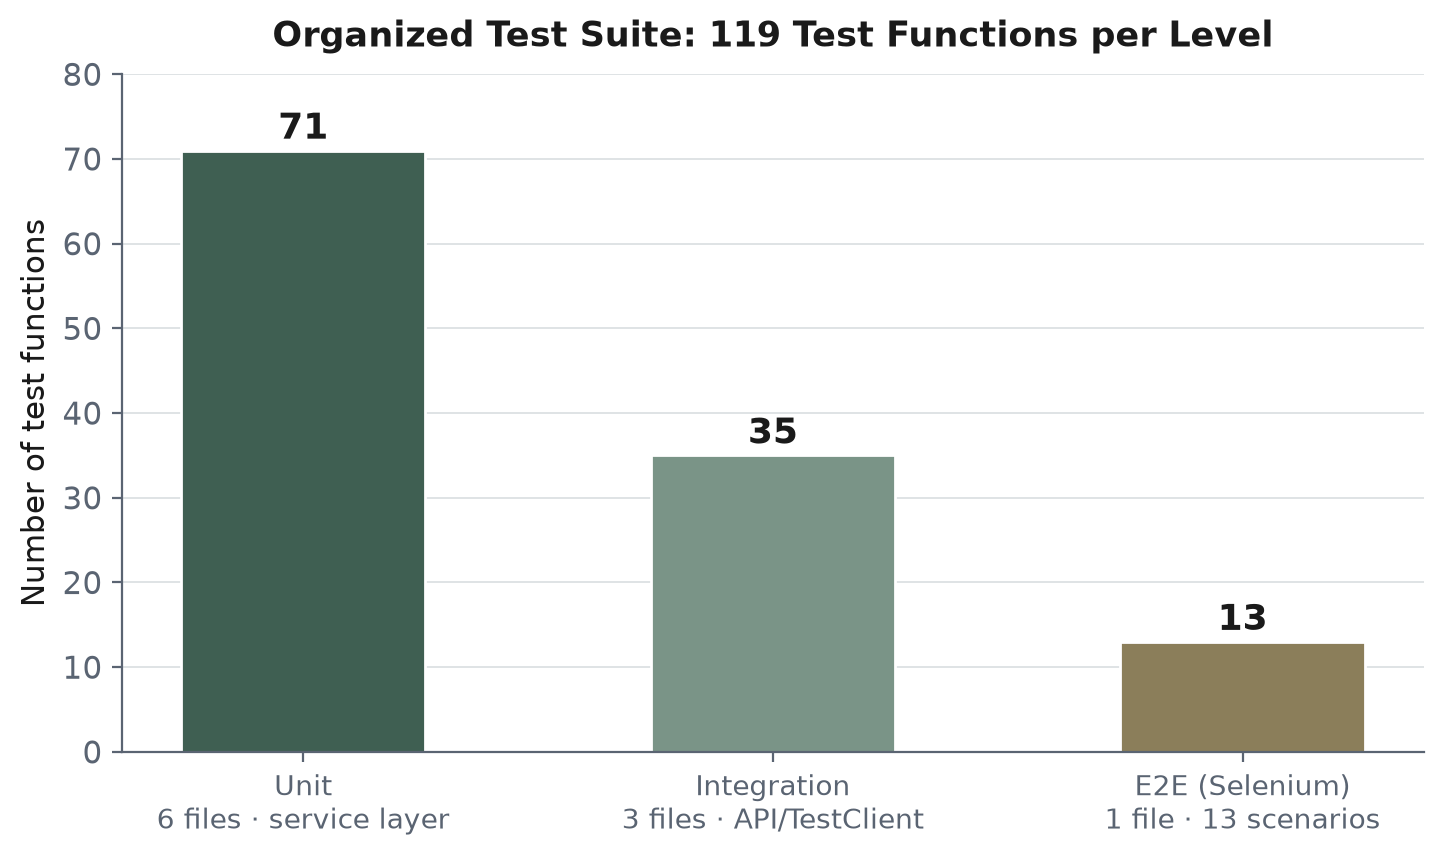 Organized Test Suite: 119 Test Functions per Level
Number of test functions
80
70
60
50
40
30
20
10
0
71
35
13
Unit
6 files · service layer
Integration
3 files · API/TestClient
E2E (Selenium)
1 file · 13 scenarios